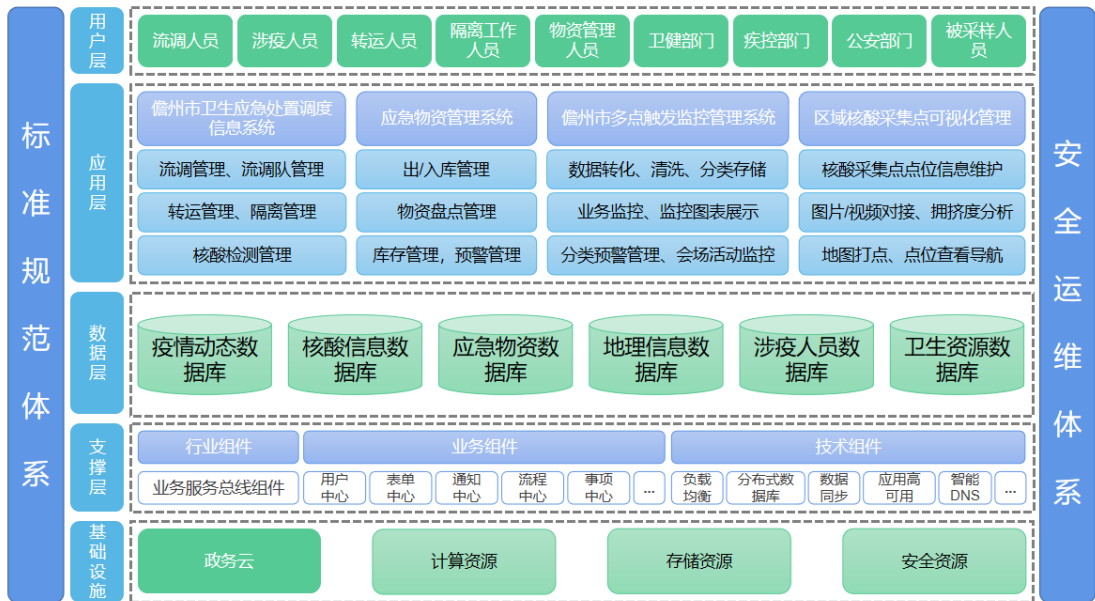 标准规范体系
用户层
流调人员
涉疫人员
转运人员
隔离工作
人员
物资管理
人员
卫健部门
疾控部门
公安部门
被采样人
员
应用层
儋州市卫生应急处置调度
信息系统
应急物资管理系统
儋州市多点触发监控管理系统
区域核酸采集点可视化管理
流调管理、流调队管理
出/入库管理
数据转化、清洗、分类存储
核酸采集点点位信息维护
转运管理、隔离管理
物资盘点管理
业务监控、监控图表展示
图片/视频对接、拥挤度分析
核酸检测管理
库存管理，预警管理
分类预警管理、会场活动监控
地图打点、点位查看导航
数据层
疫情动态数
据库
核酸信息数
据库
应急物资数
据库
地理信息数
据库
涉疫人员数
据库
卫生资源数
据库
支撑层
行业组件
业务组件
技术组件
业务服务总线组件
用户
中心
表单
中心
通知
中心
流程
中心
事项
中心
...
负载
均衡
分布式数
据库
数据
同步
应用高
可用
智能
DNS
...
基础设施
政务云
计算资源
存储资源
安全资源
安全运维体系